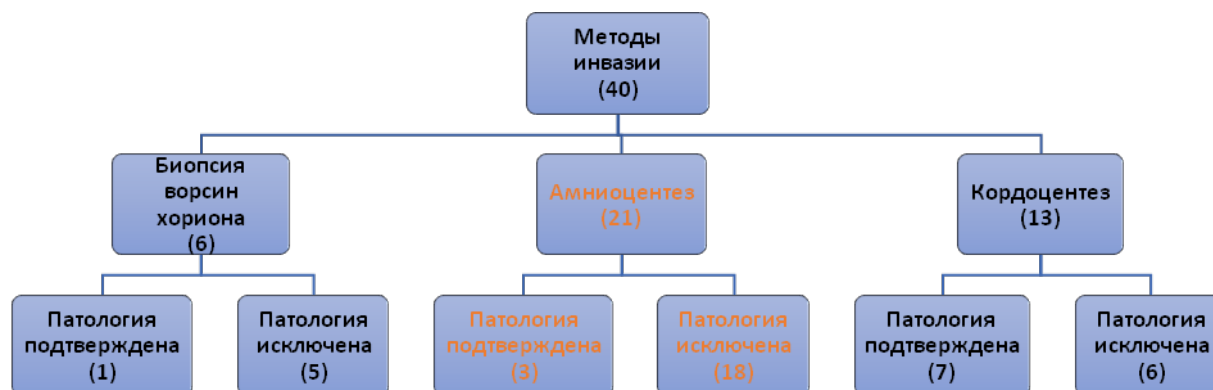 Методы
инвазии
(40)
Биопсия
ворсин
хориона
(6)
Амниоцентез
(21)
Кордоцентез
(13)
Патология
подтверждена
(1)
Патология
исключена
(5)
Патология
подтверждена
(3)
Патология
исключена
(18)
Патология
подтверждена
(7)
Патология
исключена
(6)